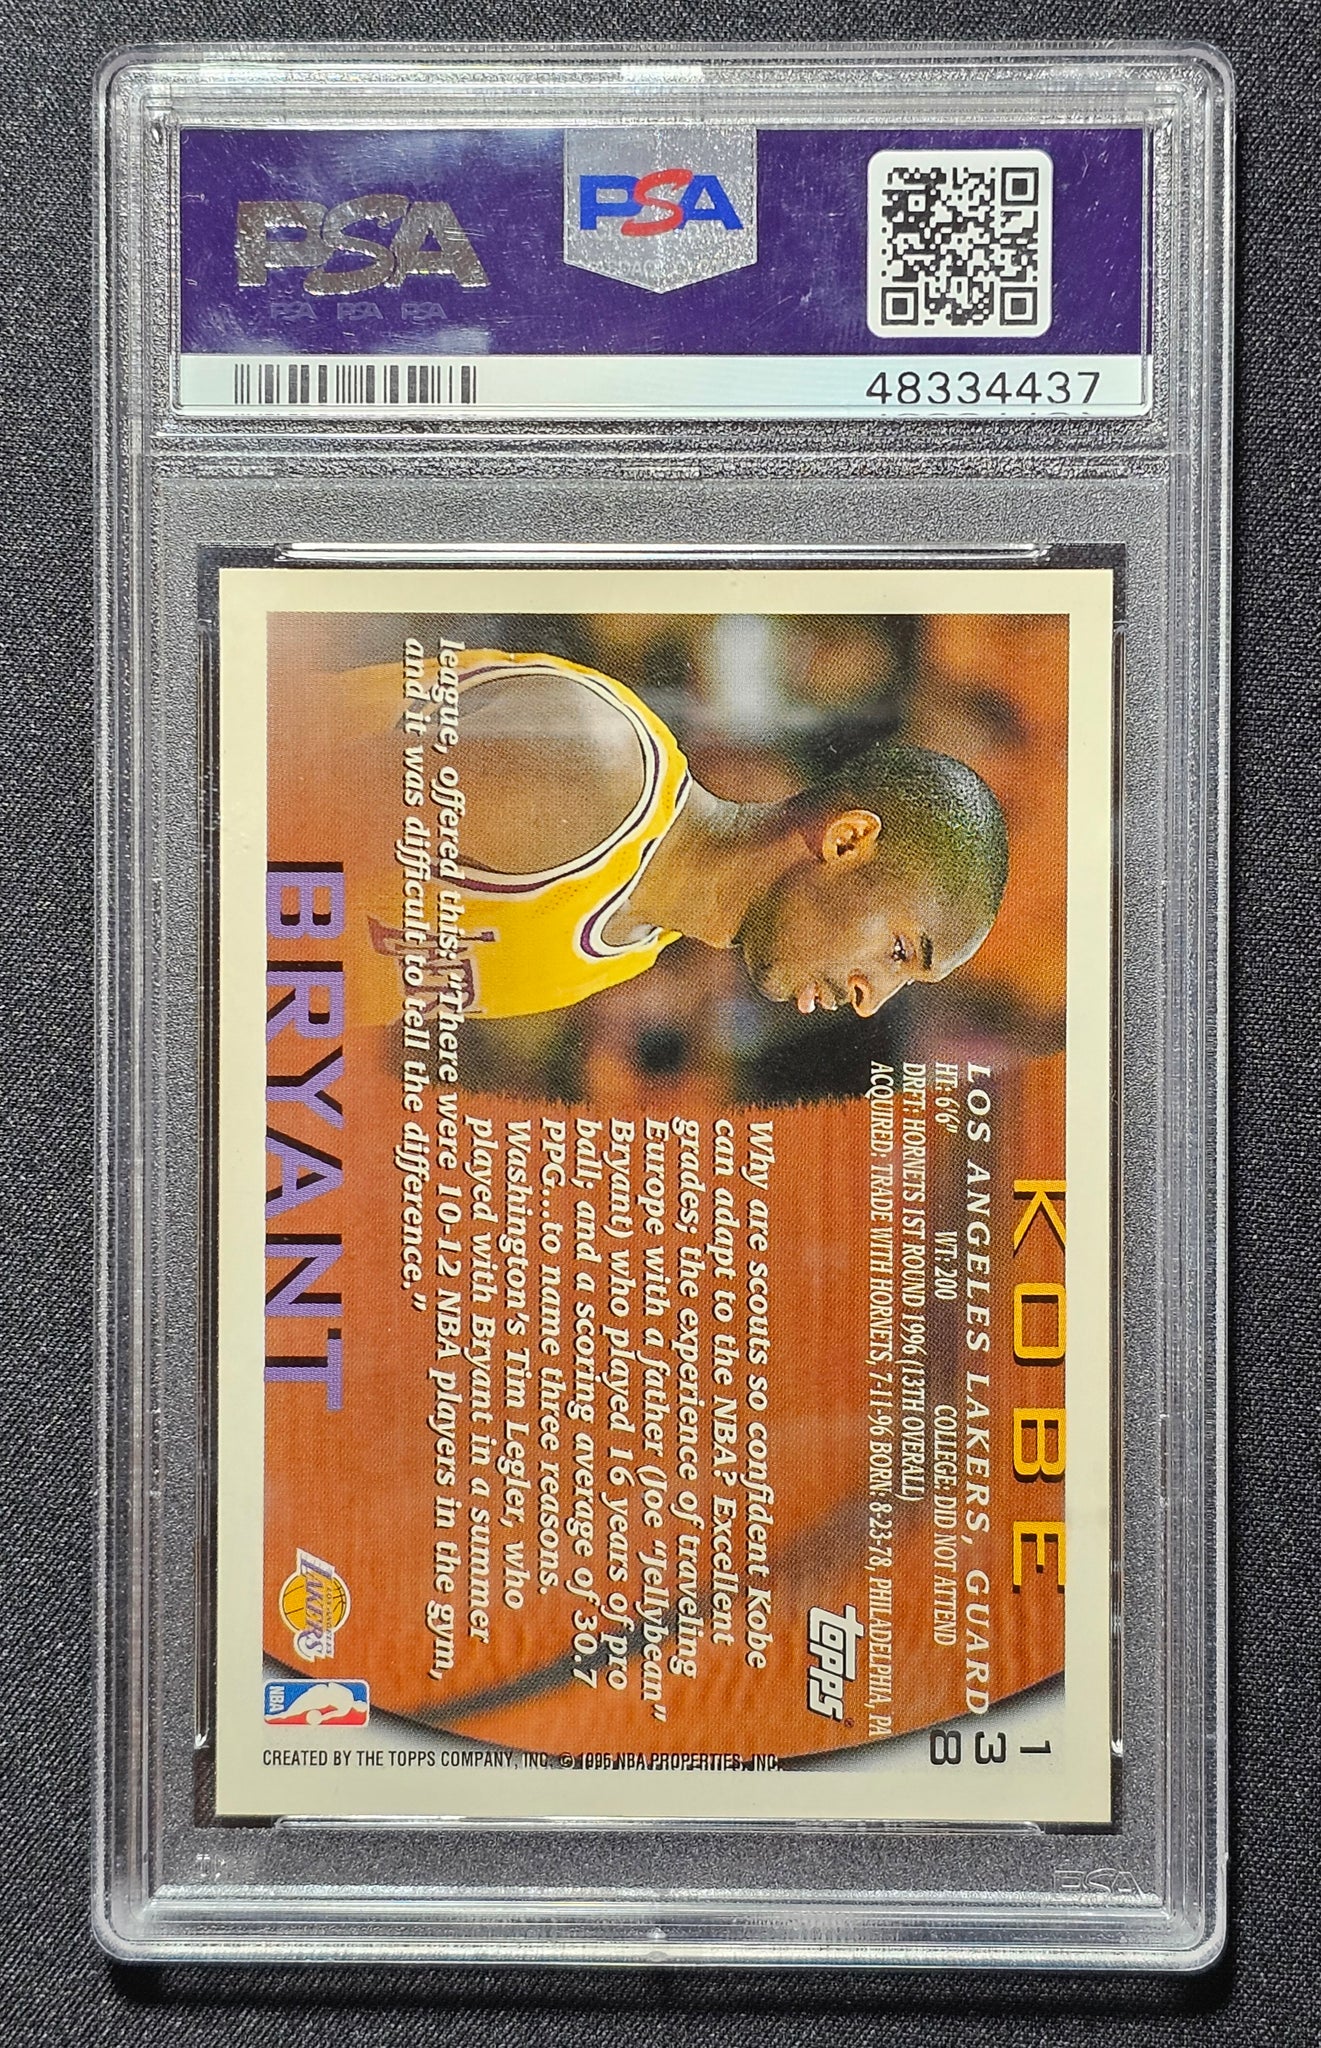 PSA
PSA
PSA PSA PSA
48334437
KOBE
LOS ANGELES LAKERS, GUARD
HT: 6'6" WT: 200 COLLEGE: DID NOT ATTEND
DRFT: HORNETS 1ST ROUND 1996 (13TH OVERALL)
ACQUIRED: TRADE WITH HORNETS, 7-11-96 BORN: 8-23-78, PHILADELPHIA, PA
138
topps
Why are scouts so confident Kobe
can adapt to the NBA? Excellent
grades; the experience of traveling
Europe with a father (Joe "Jellybean"
Bryant) who played 16 years of pro
ball; and a scoring average of 30.7
PPG...to name three reasons.
Washington's Tim Legler, who
played with Bryant in a summer
league, offered this: "There were 10-12 NBA players in the gym,
and it was difficult to tell the difference."
BRYANT
LOS ANGELES
LAKERS
NBA
CREATED BY THE TOPPS COMPANY, INC. © 1996 NBA PROPERTIES, INC.
PSA